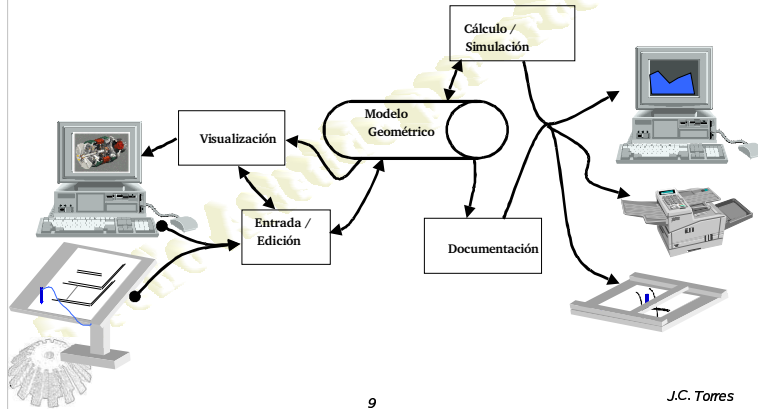 Cálculo /
Simulación
Modelo
Geométrico
Visualización
Entrada /
Edición
Documentación
9
J.C. Torres